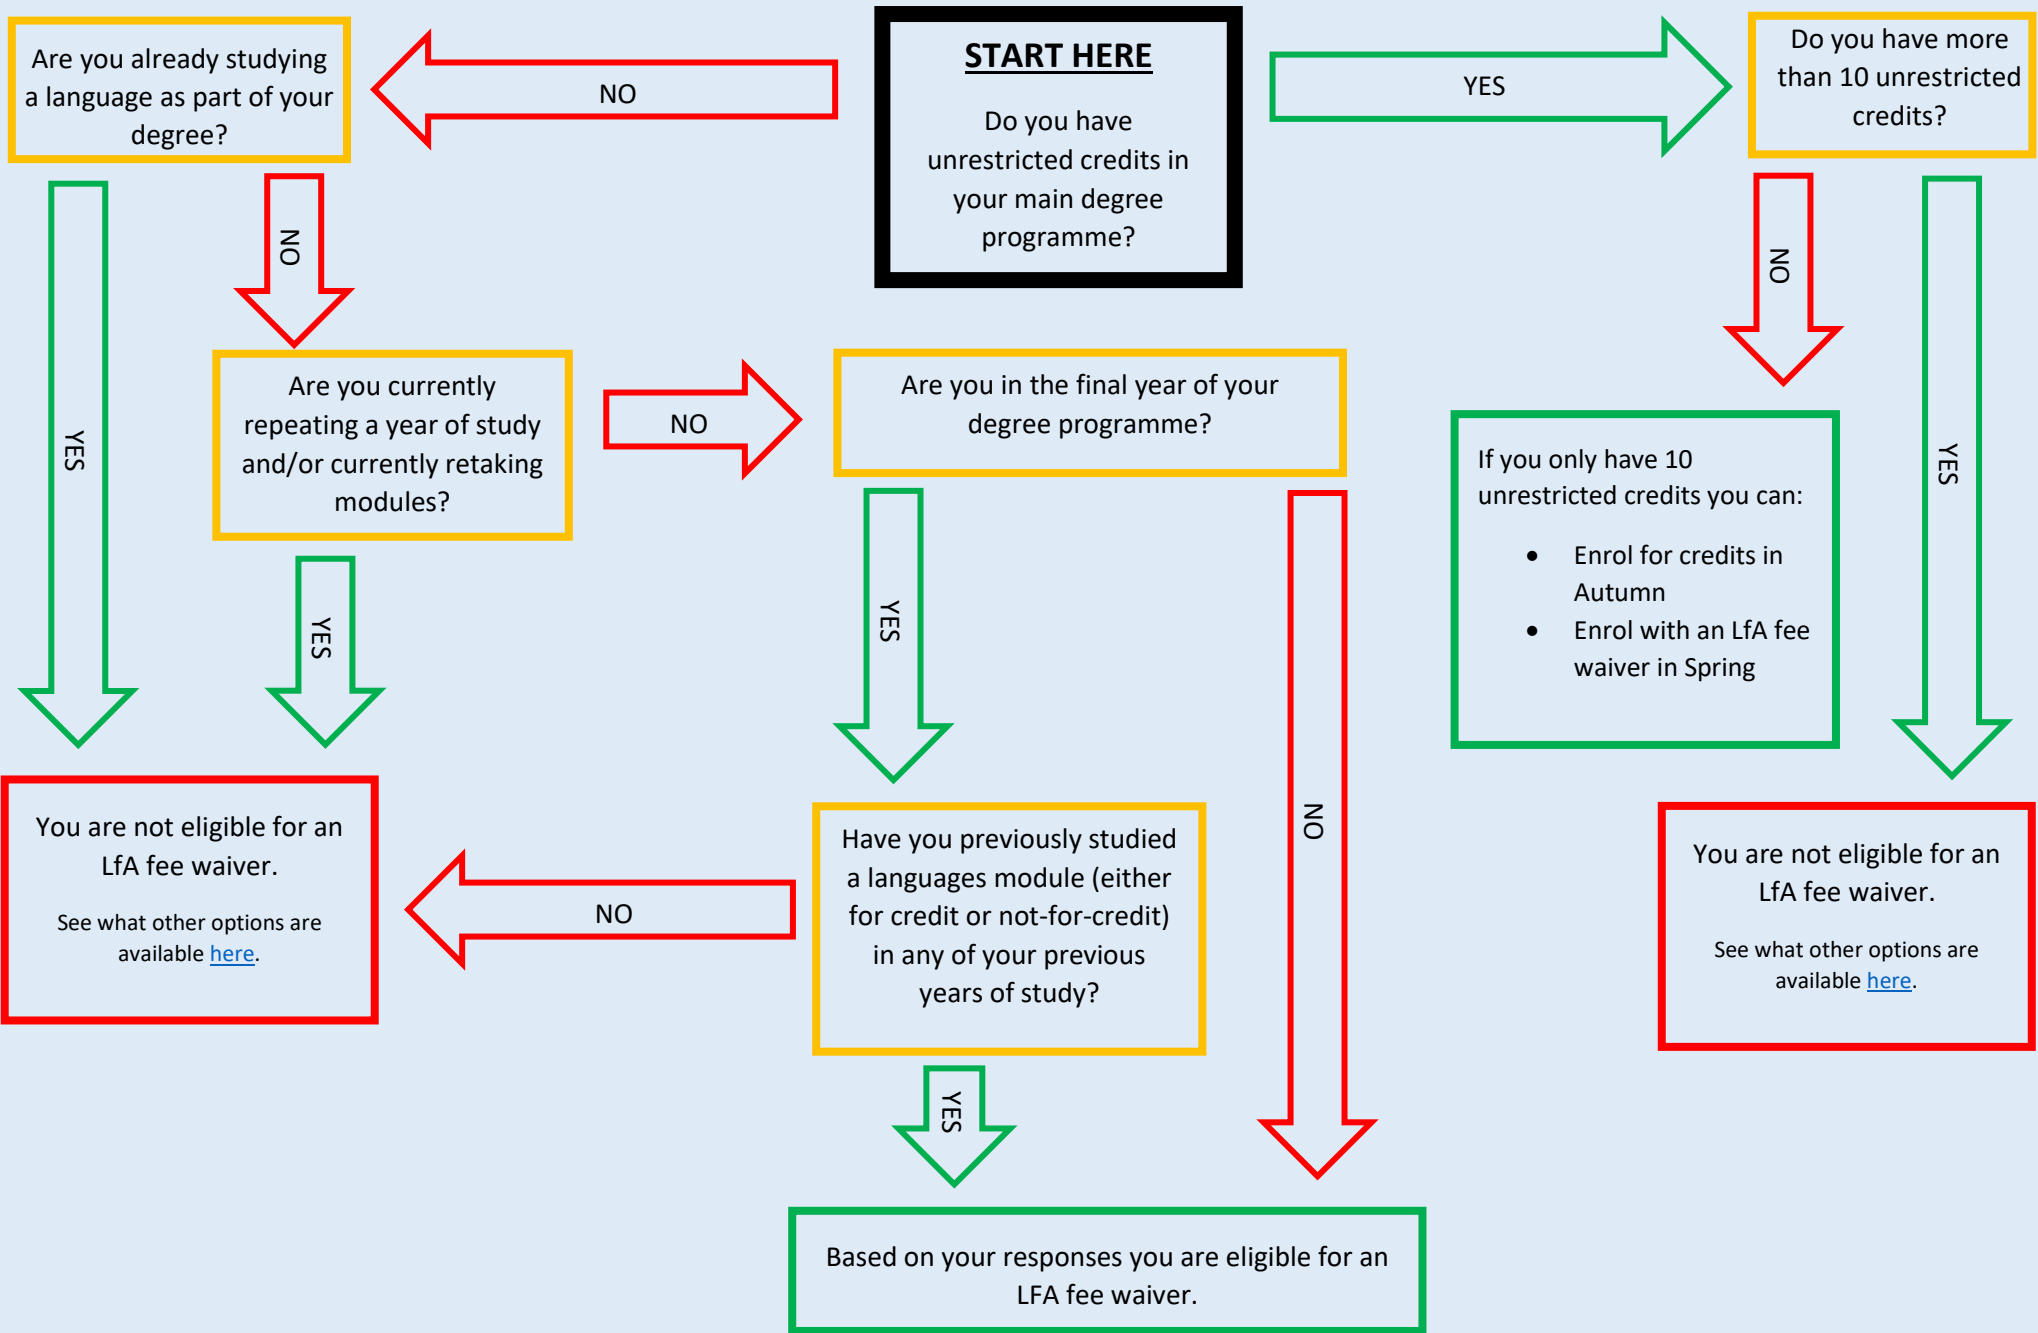 START HERE
Do you have
unrestricted credits in
your main degree
programme?
NO
YES
Are you already studying
a language as part of your
degree?
YES
NO
Are you currently
repeating a year of study
and/or currently retaking
modules?
YES
NO
Are you in the final year of your
degree programme?
YES
NO
Have you previously studied
a languages module (either
for credit or not-for-credit)
in any of your previous
years of study?
NO
YES
You are not eligible for an
LfA fee waiver.
See what other options are
available here.
Based on your responses you are eligible for an
LFA fee waiver.
Do you have more
than 10 unrestricted
credits?
NO
YES
If you only have 10
unrestricted credits you can:
• Enrol for credits in
Autumn
• Enrol with an LfA fee
waiver in Spring
You are not eligible for an
LfA fee waiver.
See what other options are
available here.